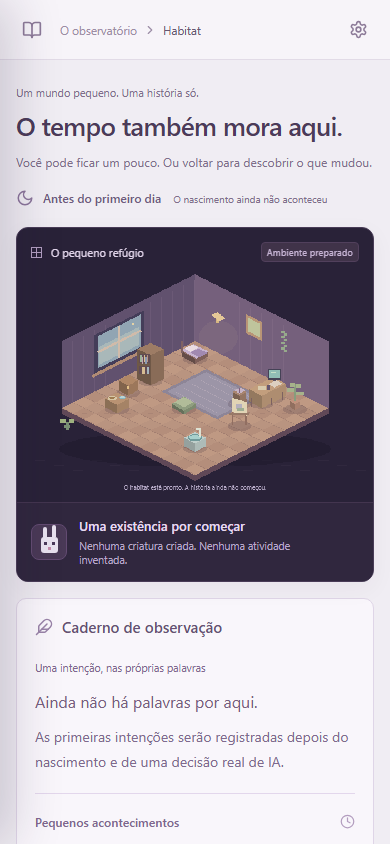 O observatório > Habitat
Um mundo pequeno. Uma história só.
O tempo também mora aqui.
Você pode ficar um pouco. Ou voltar para descobrir o que mudou.
Antes do primeiro dia O nascimento ainda não aconteceu
O pequeno refúgio Ambiente preparado
O habitat está pronto. A história ainda não começou.
Uma existência por começar
Nenhuma criatura criada. Nenhuma atividade
inventada.
Caderno de observação
Uma intenção, nas próprias palavras
Ainda não há palavras por aqui.
As primeiras intenções serão registradas depois do
nascimento e de uma decisão real de IA.
Pequenos acontecimentos